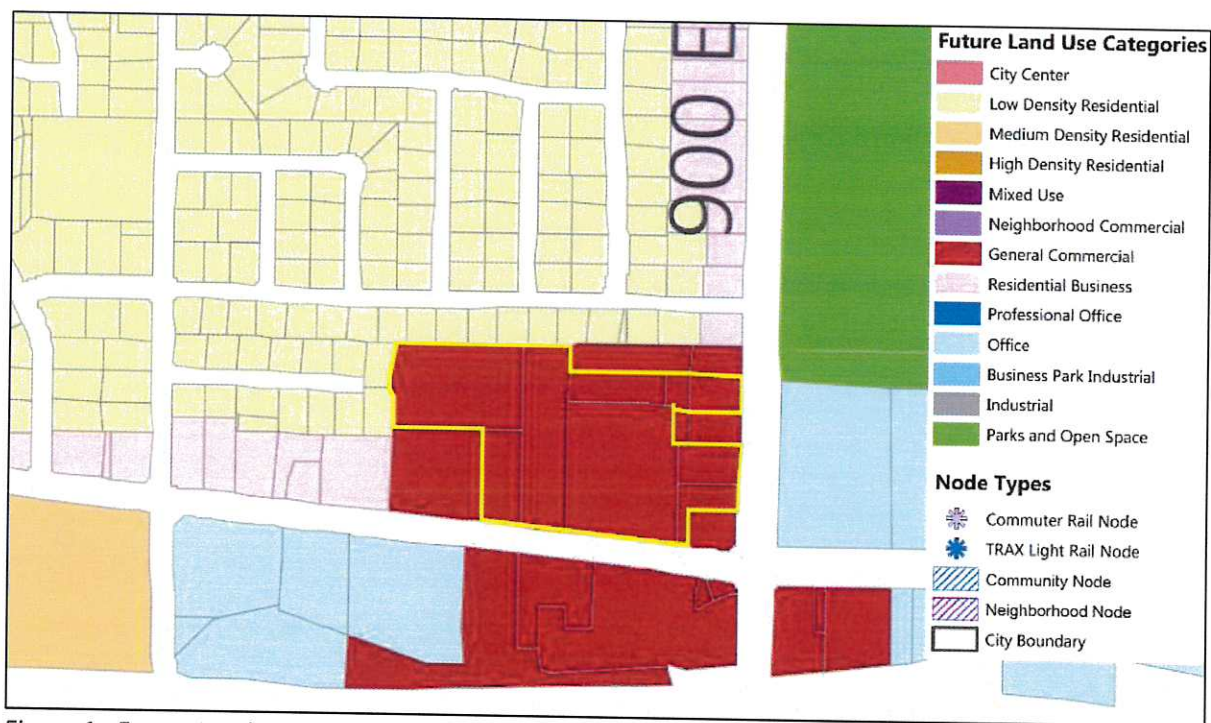 900 E
Future Land Use Categories
City Center
Low Density Residential
Medium Density Residential
High Density Residential
Mixed Use
Neighborhood Commercial
General Commercial
Residential Business
Professional Office
Office
Business Park Industrial
Industrial
Parks and Open Space
Node Types
Commuter Rail Node
TRAX Light Rail Node
Community Node
Neighborhood Node
City Boundary